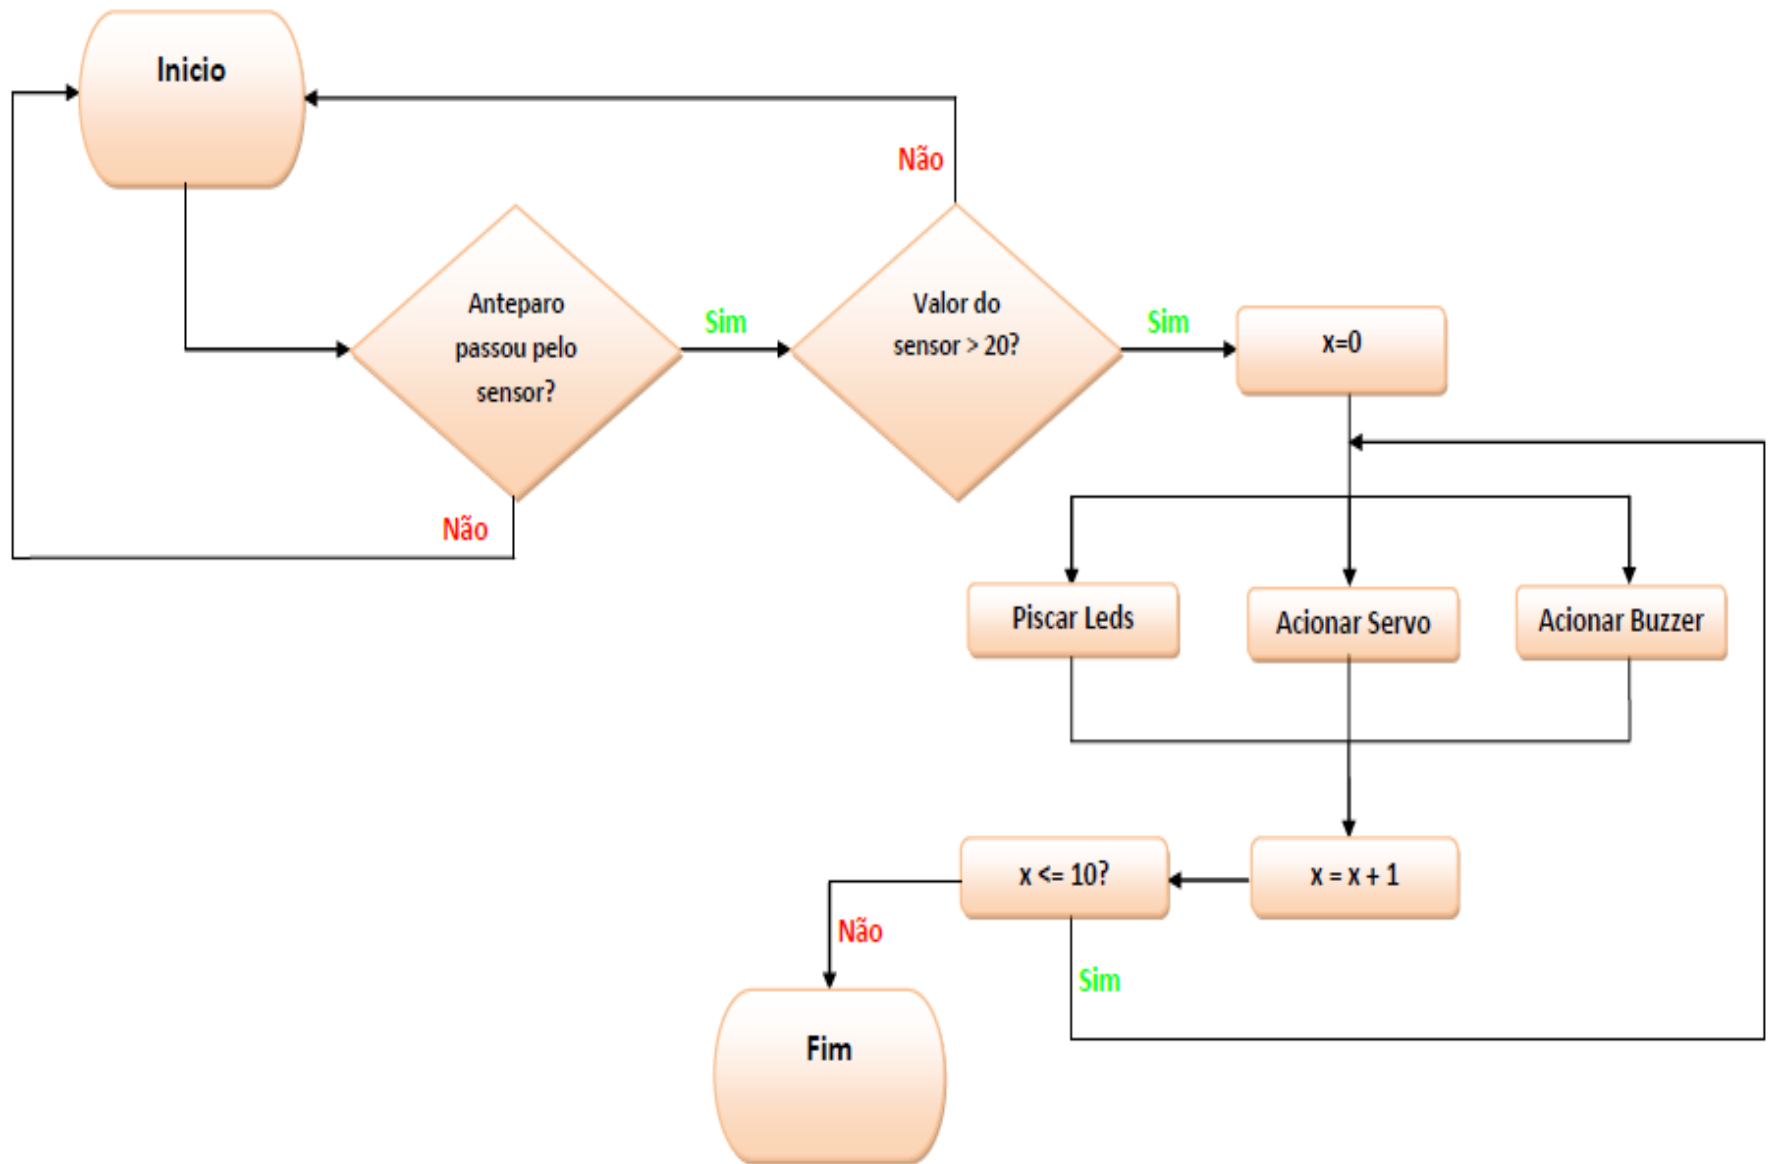 Inicio
Não
Anteparo
passou pelo
sensor?
Sim
Valor do
sensor > 20?
Sim
x=0
Não
Piscar Leds
Acionar Servo
Acionar Buzzer
x <= 10?
x = x + 1
Não
Sim
Fim